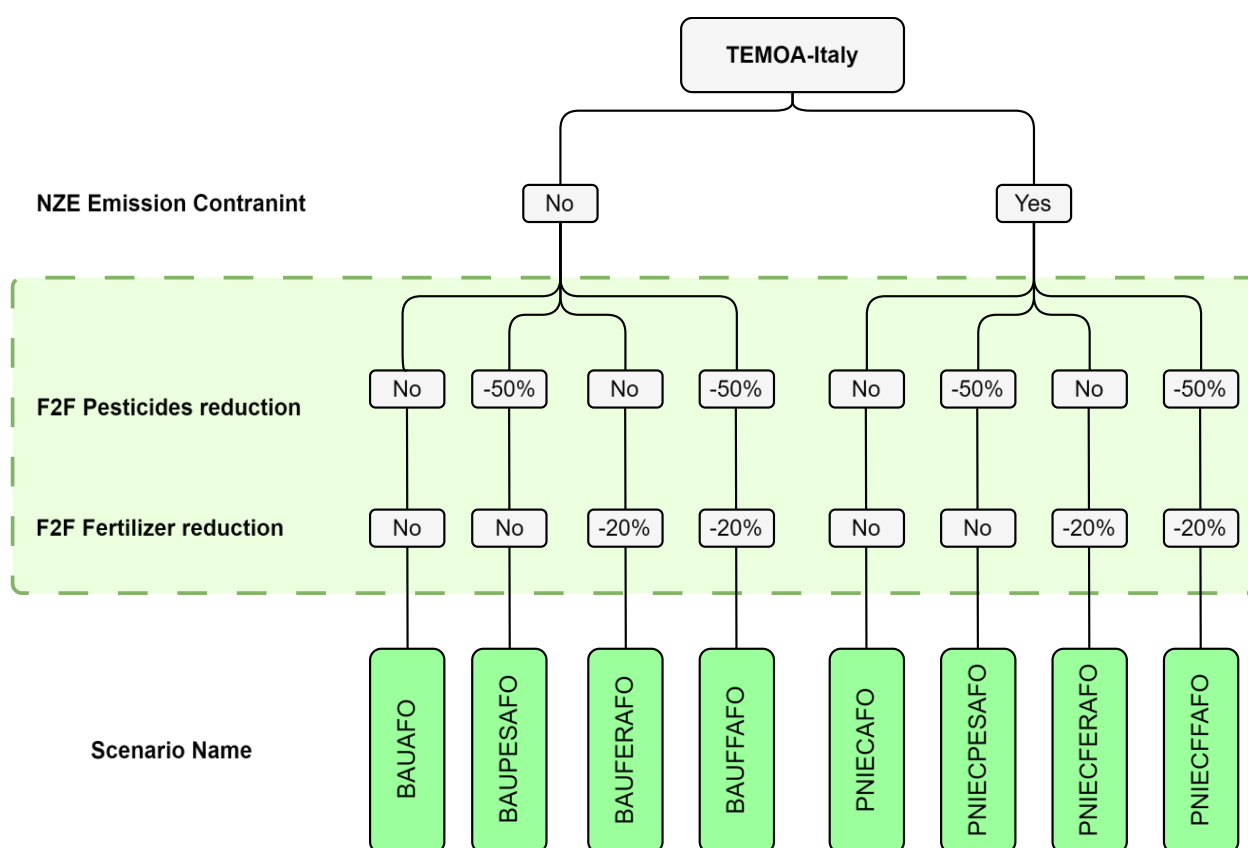 TEMOA-Italy
NZE Emission Contranint
No
Yes
F2F Pesticides reduction
No
-50%
No
-50%
No
-50%
No
-50%
F2F Fertilizer reduction
No
No
-20%
-20%
No
No
-20%
-20%
Scenario Name
BAUAFO
BAUPESAFO
BAUFERAFO
BAUFFAFO
PNIECAFO
PNIECPESAFO
PNIECFERAFO
PNIECFFAFO